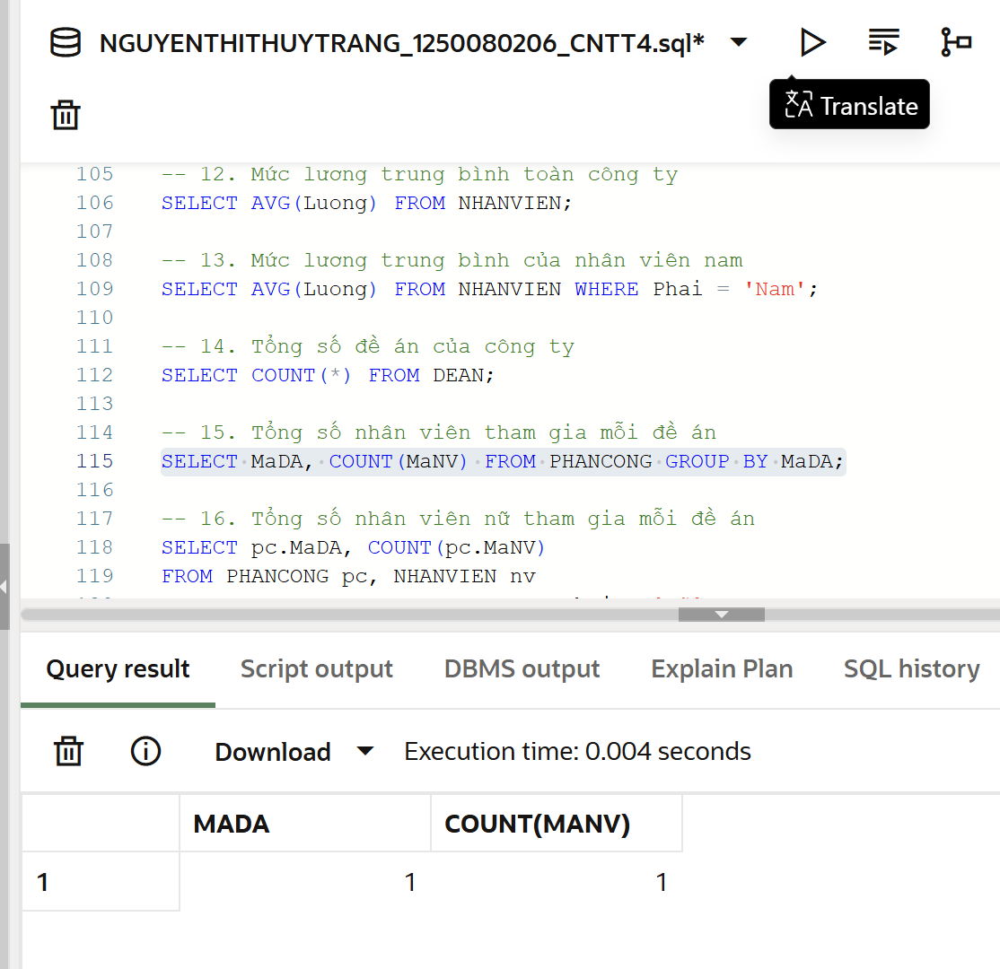 NGUYENTHITHUYTRANG_1250080206_CNTT4.sql*
Translate
105 -- 12. Mức lương trung bình toàn công ty
106 SELECT AVG(Luong) FROM NHANVIEN;
107
108 -- 13. Mức lương trung bình của nhân viên nam
109 SELECT AVG(Luong) FROM NHANVIEN WHERE Phai = 'Nam';
110
111 -- 14. Tổng số đề án của công ty
112 SELECT COUNT(*) FROM DEAN;
113
114 -- 15. Tổng số nhân viên tham gia mỗi đề án
115 SELECT MaDA, COUNT(MaNV) FROM PHANCONG GROUP BY MaDA;
116
117 -- 16. Tổng số nhân viên nữ tham gia mỗi đề án
118 SELECT pc.MaDA, COUNT(pc.MaNV)
119 FROM PHANCONG pc, NHANVIEN nv
Query result Script output DBMS output Explain Plan SQL history
Download Execution time: 0.004 seconds
MADA COUNT(MANV)
1 1 1